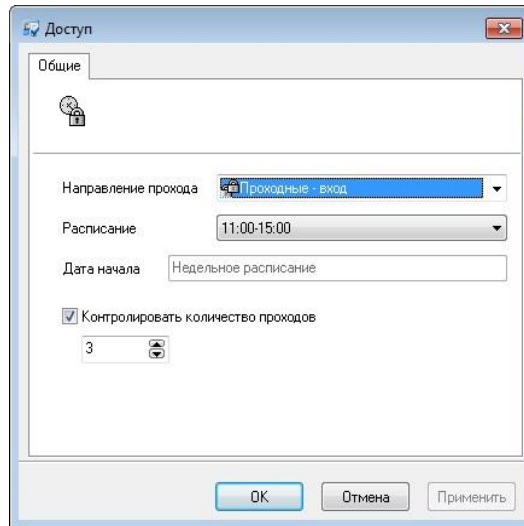 Доступ
Общие
Направление прохода Проходные - вход
Расписание 11:00-15:00
Дата начала Недельное расписание
Контролировать количество проходов
3
OK Отмена Применить